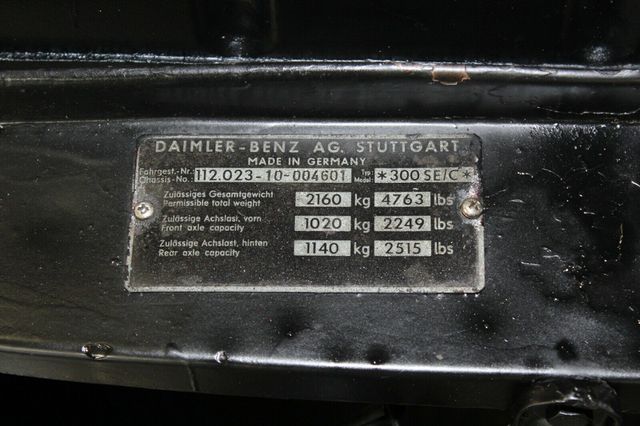 DAIMLER-BENZ AG. STUTTGART
MADE IN GERMANY
Fahrgest.-Nr.: 112.023-10-004601 Typ: *300 SE/C*
Chassis-No.: Model:
Zulässiges Gesamtgewicht 2160 kg 4763 lbs
Permissible total weight
Zulässige Achslast, vorn 1020 kg 2249 lbs
Front axle capacity
Zulässige Achslast, hinten 1140 kg 2515 lbs
Rear axle capacity